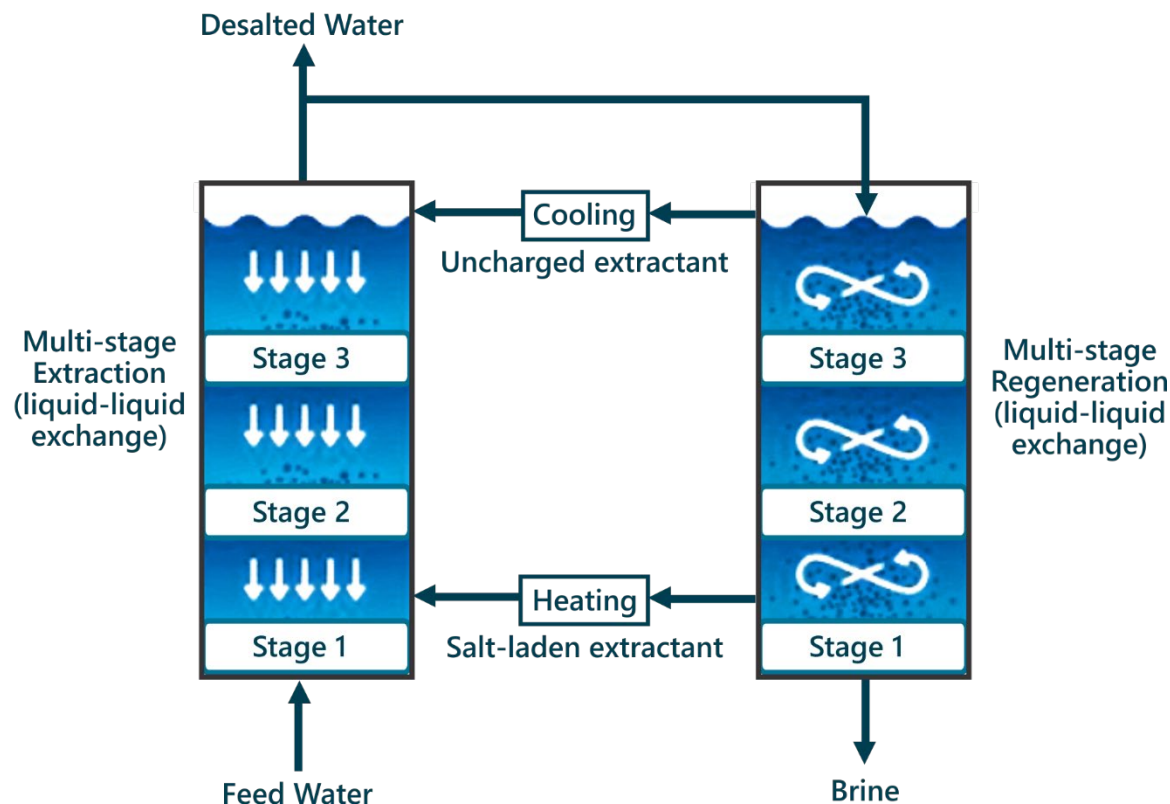 Desalted Water
Cooling
Uncharged extractant
Multi-stage
Extraction
(liquid-liquid
exchange)
Stage 3
Stage 2
Stage 1
Stage 3
Stage 2
Stage 1
Multi-stage
Regeneration
(liquid-liquid
exchange)
Heating
Salt-laden extractant
Feed Water
Brine